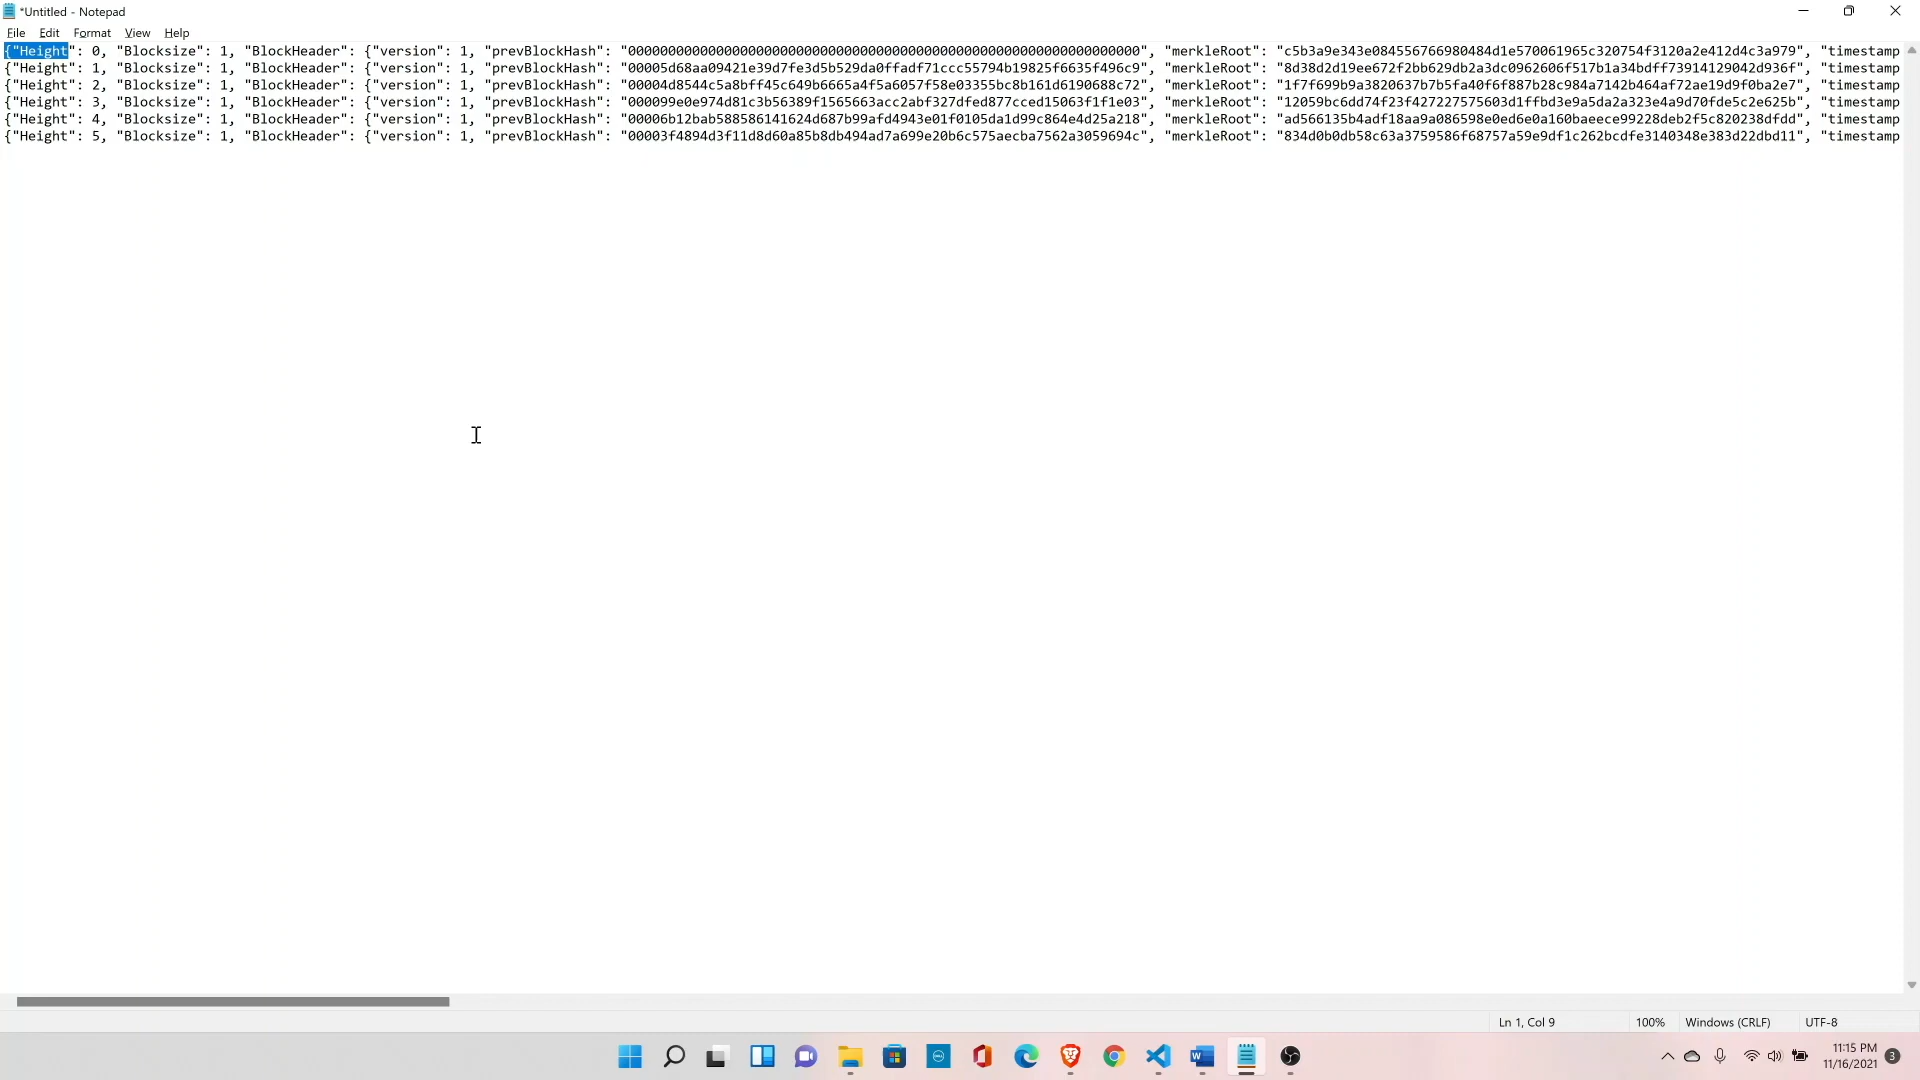 *Untitled - Notepad
File Edit Format View Help
{"Height": 0, "Blocksize": 1, "BlockHeader": {"version": 1, "prevBlockHash": "0000000000000000000000000000000000000000000000000000000000000000", "merkleRoot": "c5b3a9e343e084556766980484d1e570061965c320754f3120a2e412d4c3a979", "timestamp
{"Height": 1, "Blocksize": 1, "BlockHeader": {"version": 1, "prevBlockHash": "00005d68aa09421e39d7fe3d5b529da0ffadf71ccc55794b19825f6635f496c9", "merkleRoot": "8d38d2d19ee672f2bb629db2a3dc0962606f517b1a34bdff73914129042d936f", "timestamp
{"Height": 2, "Blocksize": 1, "BlockHeader": {"version": 1, "prevBlockHash": "00004d8544c5a8bff45c649b6665a4f5a6057f58e03355bc8b161d6190688c72", "merkleRoot": "1f7f699b9a3820637b7b5fa40f6f887b28c984a7142b464af72ae19d9f0ba2e7", "timestamp
{"Height": 3, "Blocksize": 1, "BlockHeader": {"version": 1, "prevBlockHash": "000099e0e974d81c3b56389f1565663acc2abf327dfed877cced15063f1f1e03", "merkleRoot": "12059bc6dd74f23f427227575603d1ffbd3e9a5da2a323e4a9d70fde5c2e625b", "timestamp
{"Height": 4, "Blocksize": 1, "BlockHeader": {"version": 1, "prevBlockHash": "00006b12bab588586141624d687b99afd4943e01f0105da1d99c864e4d25a218", "merkleRoot": "ad566135b4adf18aa9a086598e0ed6e0a160baeece99228deb2f5c820238dfdd", "timestamp
{"Height": 5, "Blocksize": 1, "BlockHeader": {"version": 1, "prevBlockHash": "00003f4894d3f11d8d60a85b8db494ad7a699e20b6c575aecba7562a3059694c", "merkleRoot": "834d0b0db58c63a3759586f68757a59e9df1c262bcdfe3140348e383d22dbd11", "timestamp
Ln 1, Col 9 100% Windows (CRLF) UTF-8
11:15 PM
11/16/2021 3